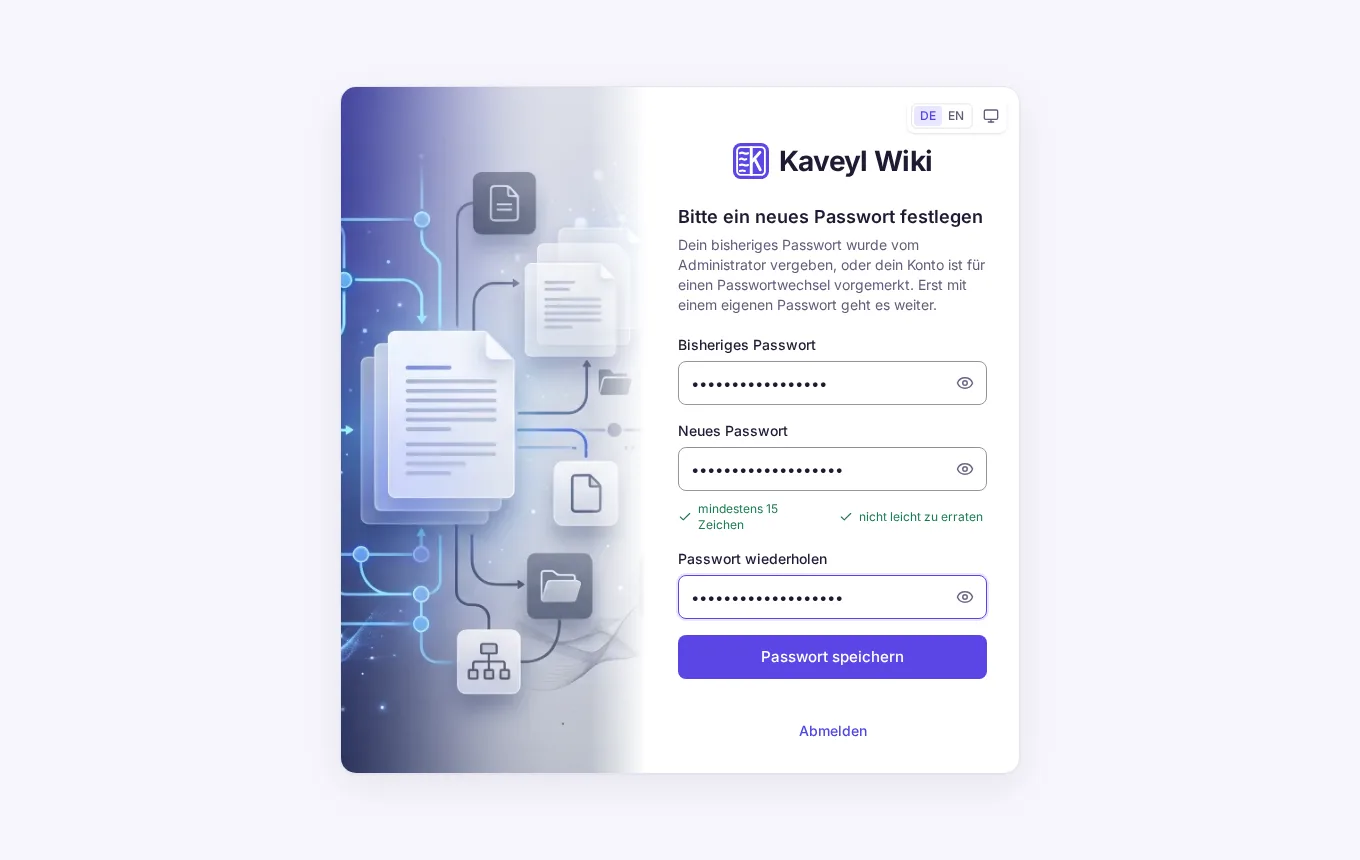 DE EN
Kaveyl Wiki
Bitte ein neues Passwort festlegen
Dein bisheriges Passwort wurde vom
Administrator vergeben, oder dein Konto ist für
einen Passwortwechsel vorgemerkt. Erst mit
einem eigenen Passwort geht es weiter.
Bisheriges Passwort
•••••••••••••••••
Neues Passwort
•••••••••••••••••••
mindestens 15
Zeichen
nicht leicht zu erraten
Passwort wiederholen
•••••••••••••••••••
Passwort speichern
Abmelden